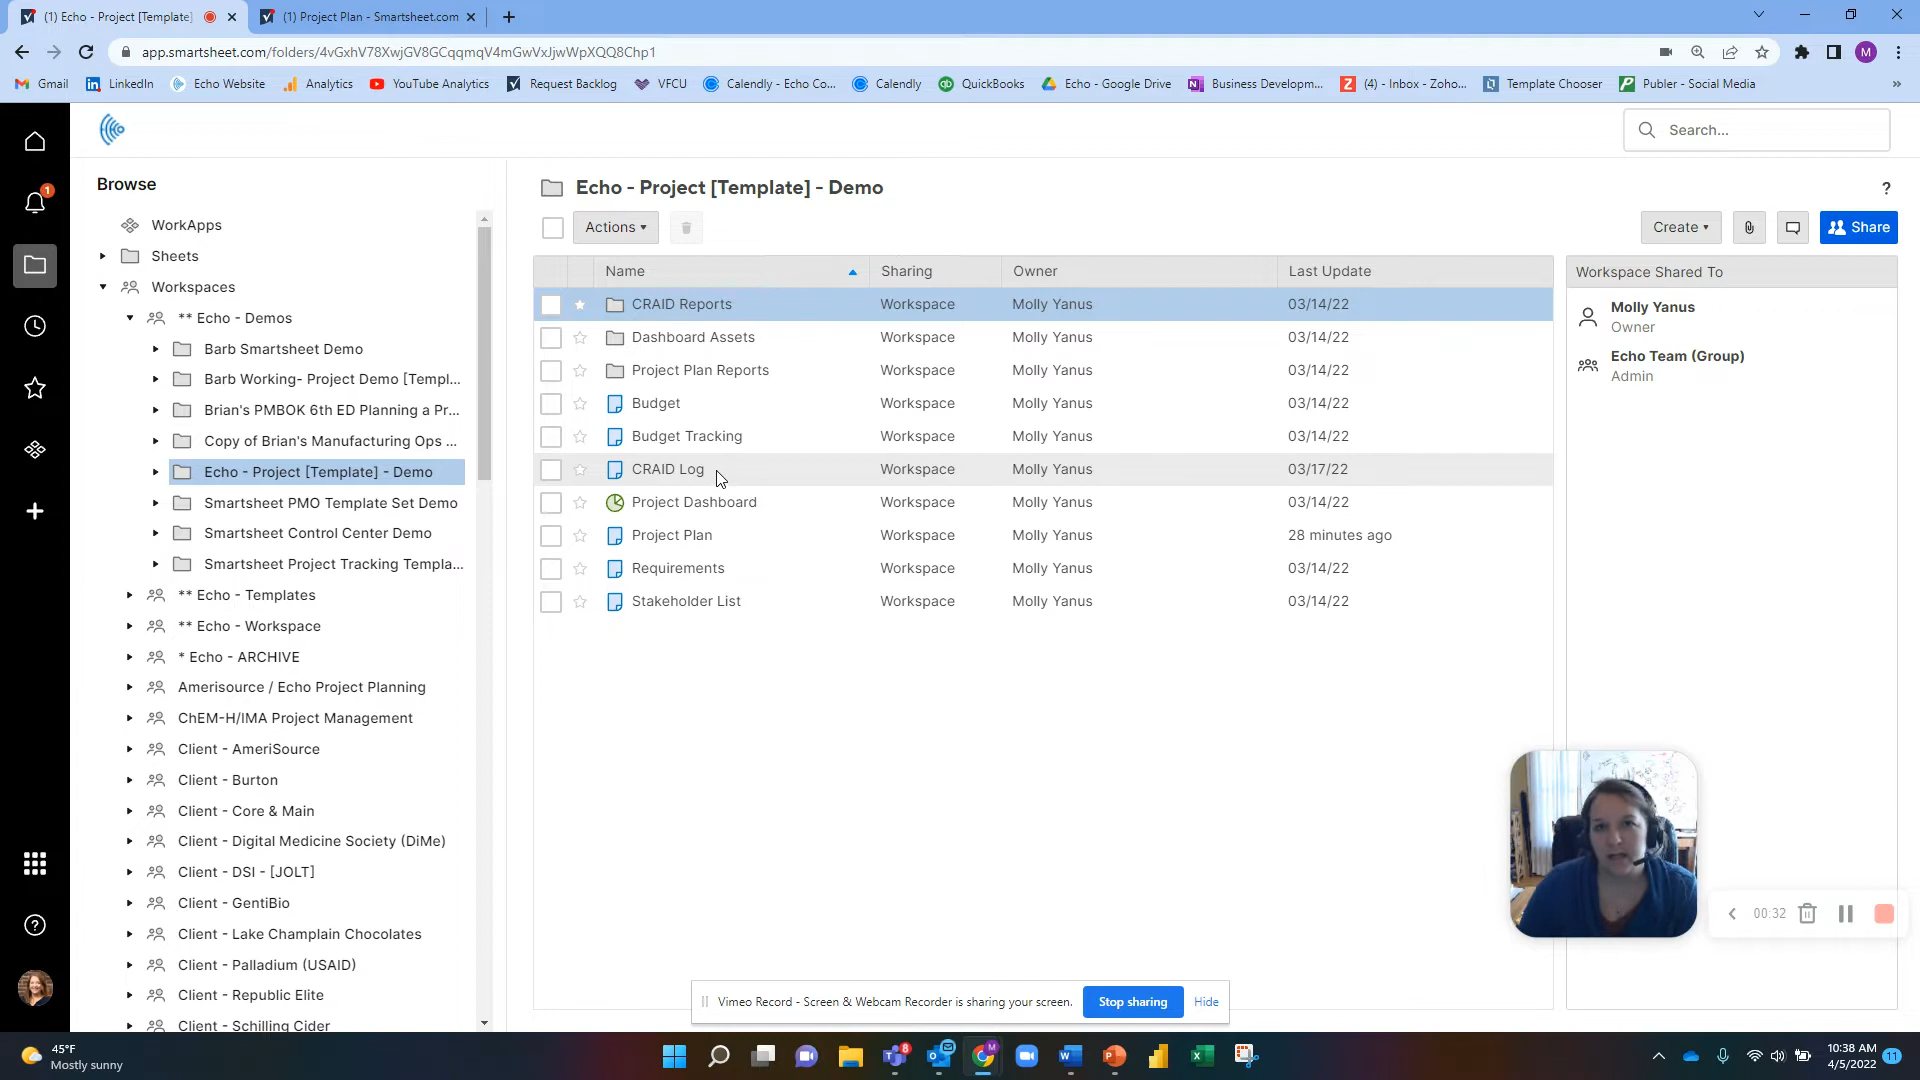 (1) Echo - Project [Template]
(1) Project Plan - Smartsheet.com
app.smartsheet.com/folders/4vGxhV78XwjGV8GCqqmqV4mGwVxJjwWpXQQ8Chp1
M
Gmail LinkedIn Echo Website Analytics YouTube Analytics Request Backlog VFCU Calendly - Echo Co... Calendly QuickBooks Echo - Google Drive Business Developm... (4) - Inbox - Zoho... Template Chooser Publer - Social Media »
Search...
1
Browse
WorkApps
Sheets
Workspaces
** Echo - Demos
Barb Smartsheet Demo
Barb Working- Project Demo [Templ...
Brian's PMBOK 6th ED Planning a Pr...
Copy of Brian's Manufacturing Ops ...
Echo - Project [Template] - Demo
Smartsheet PMO Template Set Demo
Smartsheet Control Center Demo
Smartsheet Project Tracking Templa...
** Echo - Templates
** Echo - Workspace
* Echo - ARCHIVE
Amerisource / Echo Project Planning
ChEM-H/IMA Project Management
Client - AmeriSource
Client - Burton
Client - Core & Main
Client - Digital Medicine Society (DiMe)
Client - DSI - [JOLT]
Client - GentiBio
Client - Lake Champlain Chocolates
Client - Palladium (USAID)
Client - Republic Elite
Client - Schilling Cider
Echo - Project [Template] - Demo
?
Actions
Create
Share
Name Sharing Owner Last Update
CRAID Reports Workspace Molly Yanus 03/14/22
Dashboard Assets Workspace Molly Yanus 03/14/22
Project Plan Reports Workspace Molly Yanus 03/14/22
Budget Workspace Molly Yanus 03/14/22
Budget Tracking Workspace Molly Yanus 03/14/22
CRAID Log Workspace Molly Yanus 03/17/22
Project Dashboard Workspace Molly Yanus 03/14/22
Project Plan Workspace Molly Yanus 28 minutes ago
Requirements Workspace Molly Yanus 03/14/22
Stakeholder List Workspace Molly Yanus 03/14/22
Workspace Shared To
Molly Yanus
Owner
Echo Team (Group)
Admin
00:32
Vimeo Record - Screen & Webcam Recorder is sharing your screen. Stop sharing Hide
45°F
Mostly sunny
8
10:38 AM
4/5/2022
11